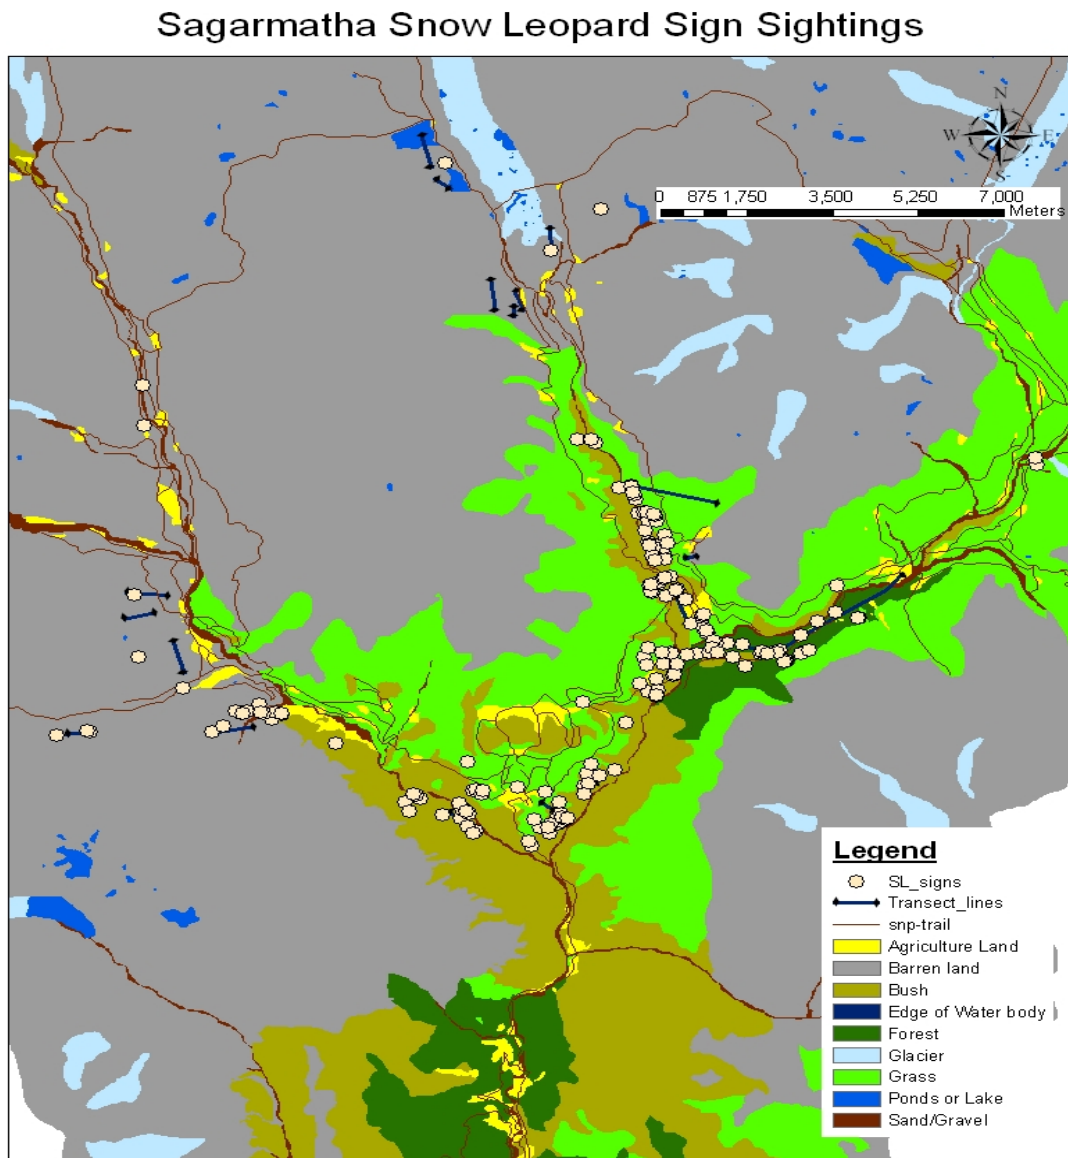 Sagarmatha Snow Leopard Sign Sightings
N
W
E
S
0 875 1,750 3,500 5,250 7,000
Meters
Legend
SL_signs
Transect_lines
snp-trail
Agriculture Land
Barren land
Bush
Edge of Water body
Forest
Glacier
Grass
Ponds or Lake
Sand/Gravel